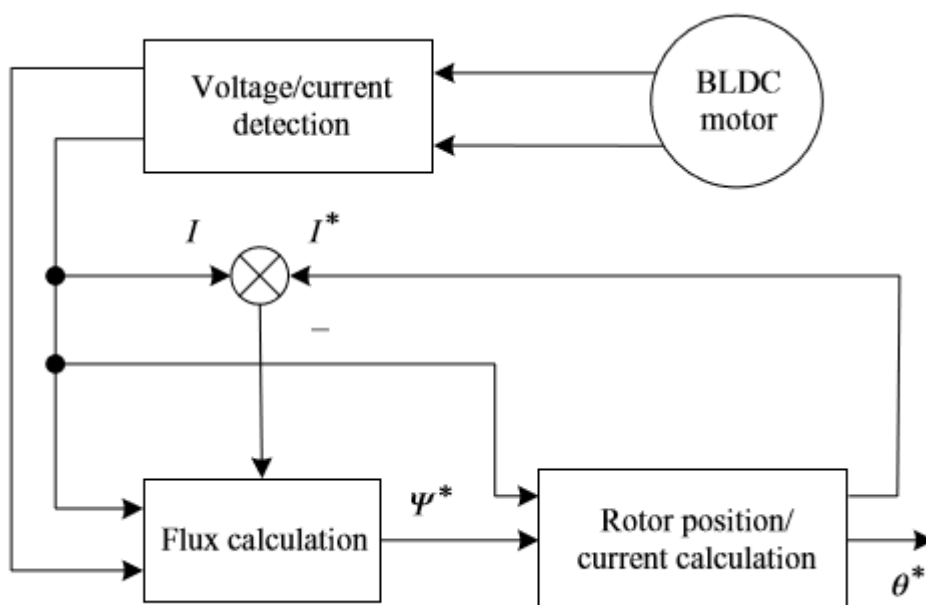 Voltage/current
detection
BLDC
motor
I
I*
−
Flux calculation
Ψ*
Rotor position/
current calculation
θ*